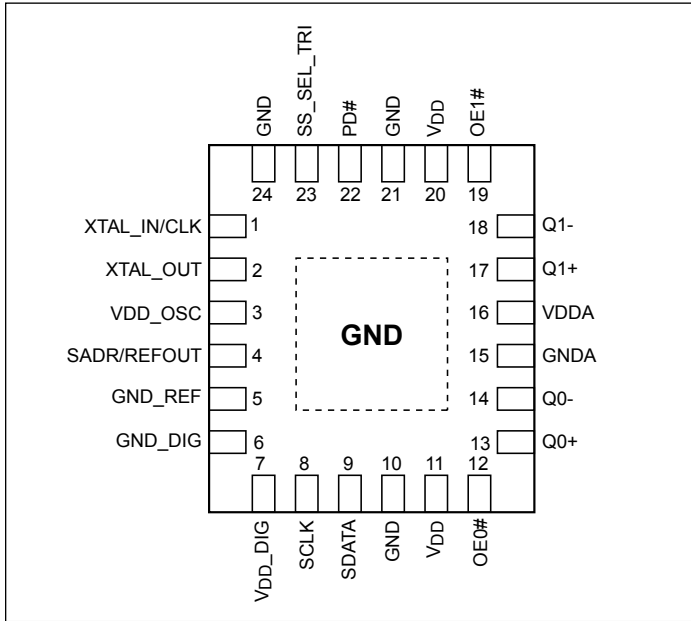 GND
SS_SEL_TRI
PD#
GND
VDD
OE1#
24
23
22
21
20
19
XTAL_IN/CLK
1
18
Q1-
XTAL_OUT
2
17
Q1+
VDD_OSC
3
16
VDDA
SADR/REFOUT
4
GND
15
GNDA
GND_REF
5
14
Q0-
GND_DIG
6
13
Q0+
7
8
9
10
11
12
VDD_DIG
SCLK
SDATA
GND
VDD
OE0#